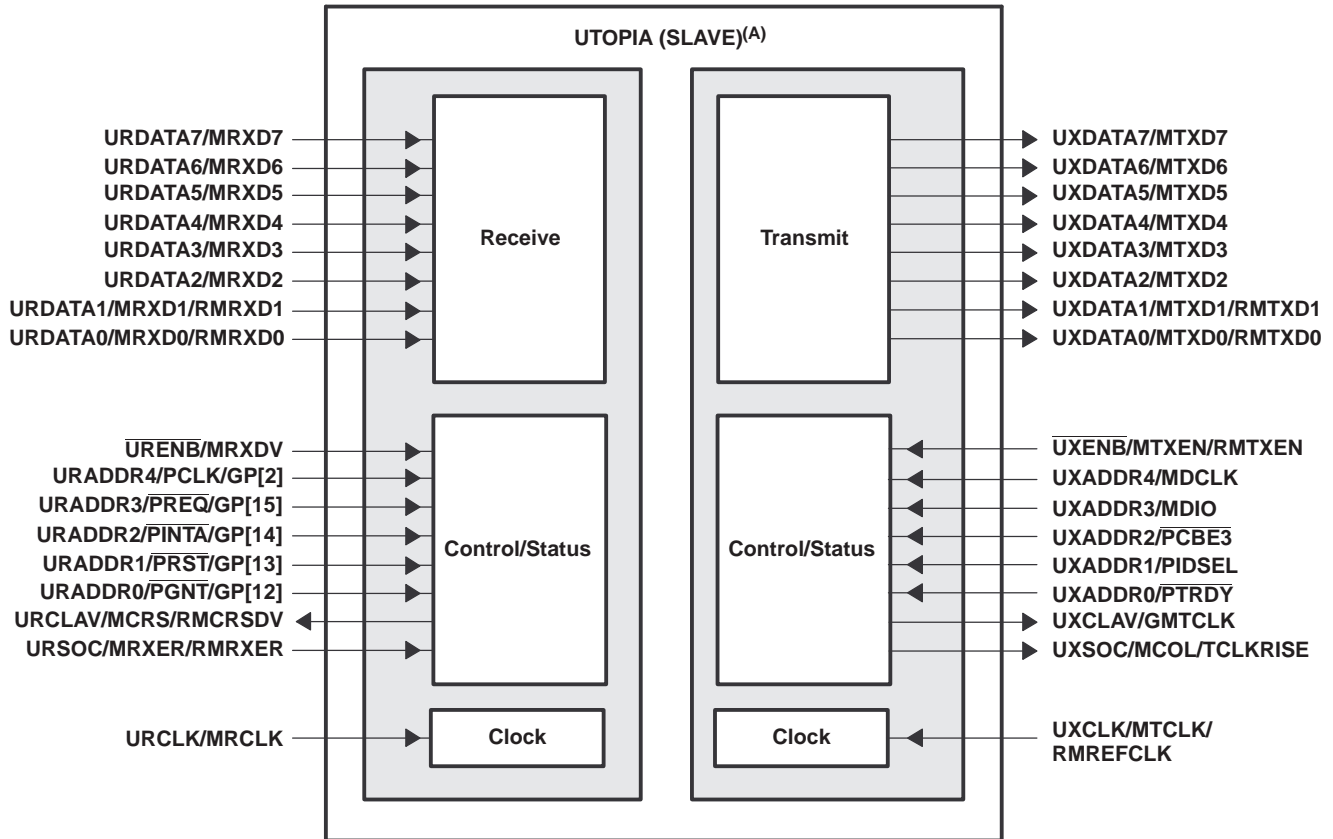 UTOPIA (SLAVE)(A)
URDATA7/MRXD7
URDATA6/MRXD6
URDATA5/MRXD5
URDATA4/MRXD4
URDATA3/MRXD3
URDATA2/MRXD2
URDATA1/MRXD1/RMRXD1
URDATA0/MRXD0/RMRXD0
Receive
Transmit
UXDATA7/MTXD7
UXDATA6/MTXD6
UXDATA5/MTXD5
UXDATA4/MTXD4
UXDATA3/MTXD3
UXDATA2/MTXD2
UXDATA1/MTXD1/RMTXD1
UXDATA0/MTXD0/RMTXD0
URENB/MRXDV
URADDR4/PCLK/GP[2]
URADDR3/PREQ/GP[15]
URADDR2/PINTA/GP[14]
URADDR1/PRST/GP[13]
URADDR0/PGNT/GP[12]
URCLAV/MCRS/RMCRSDV
URSOC/MRXER/RMRXER
Control/Status
Control/Status
UXENB/MTXEN/RMTXEN
UXADDR4/MDCLK
UXADDR3/MDIO
UXADDR2/PCBE3
UXADDR1/PIDSEL
UXADDR0/PTRDY
UXCLAV/GMTCLK
UXSOC/MCOL/TCLKRISE
URCLK/MRCLK
Clock
Clock
UXCLK/MTCLK/
RMREFCLK